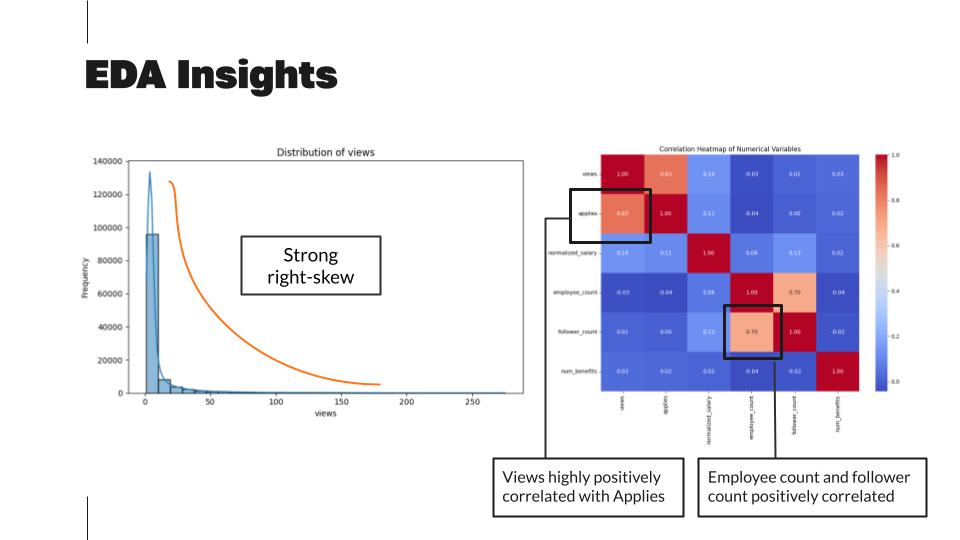 EDA Insights
Distribution of views
140000
120000
100000
80000
60000
40000
20000
0
Frequency
0 50 100 150 200 250
views
Strong
right-skew
Correlation Heatmap of Numerical Variables
views 1.00 0.83 0.14 -0.03 0.02 0.03
applies 0.83 1.00 0.11 -0.04 0.00 0.02
normalized_salary 0.14 0.11 1.00 0.06 0.13 0.02
employee_count -0.03 -0.04 0.06 1.00 0.70 -0.04
follower_count 0.02 0.00 0.13 0.70 1.00 -0.02
num_benefits 0.03 0.02 0.02 -0.04 -0.02 1.00
views applies normalized_salary employee_count follower_count num_benefits
1.0
0.8
0.6
0.4
0.2
0.0
Views highly positively
correlated with Applies
Employee count and follower
count positively correlated